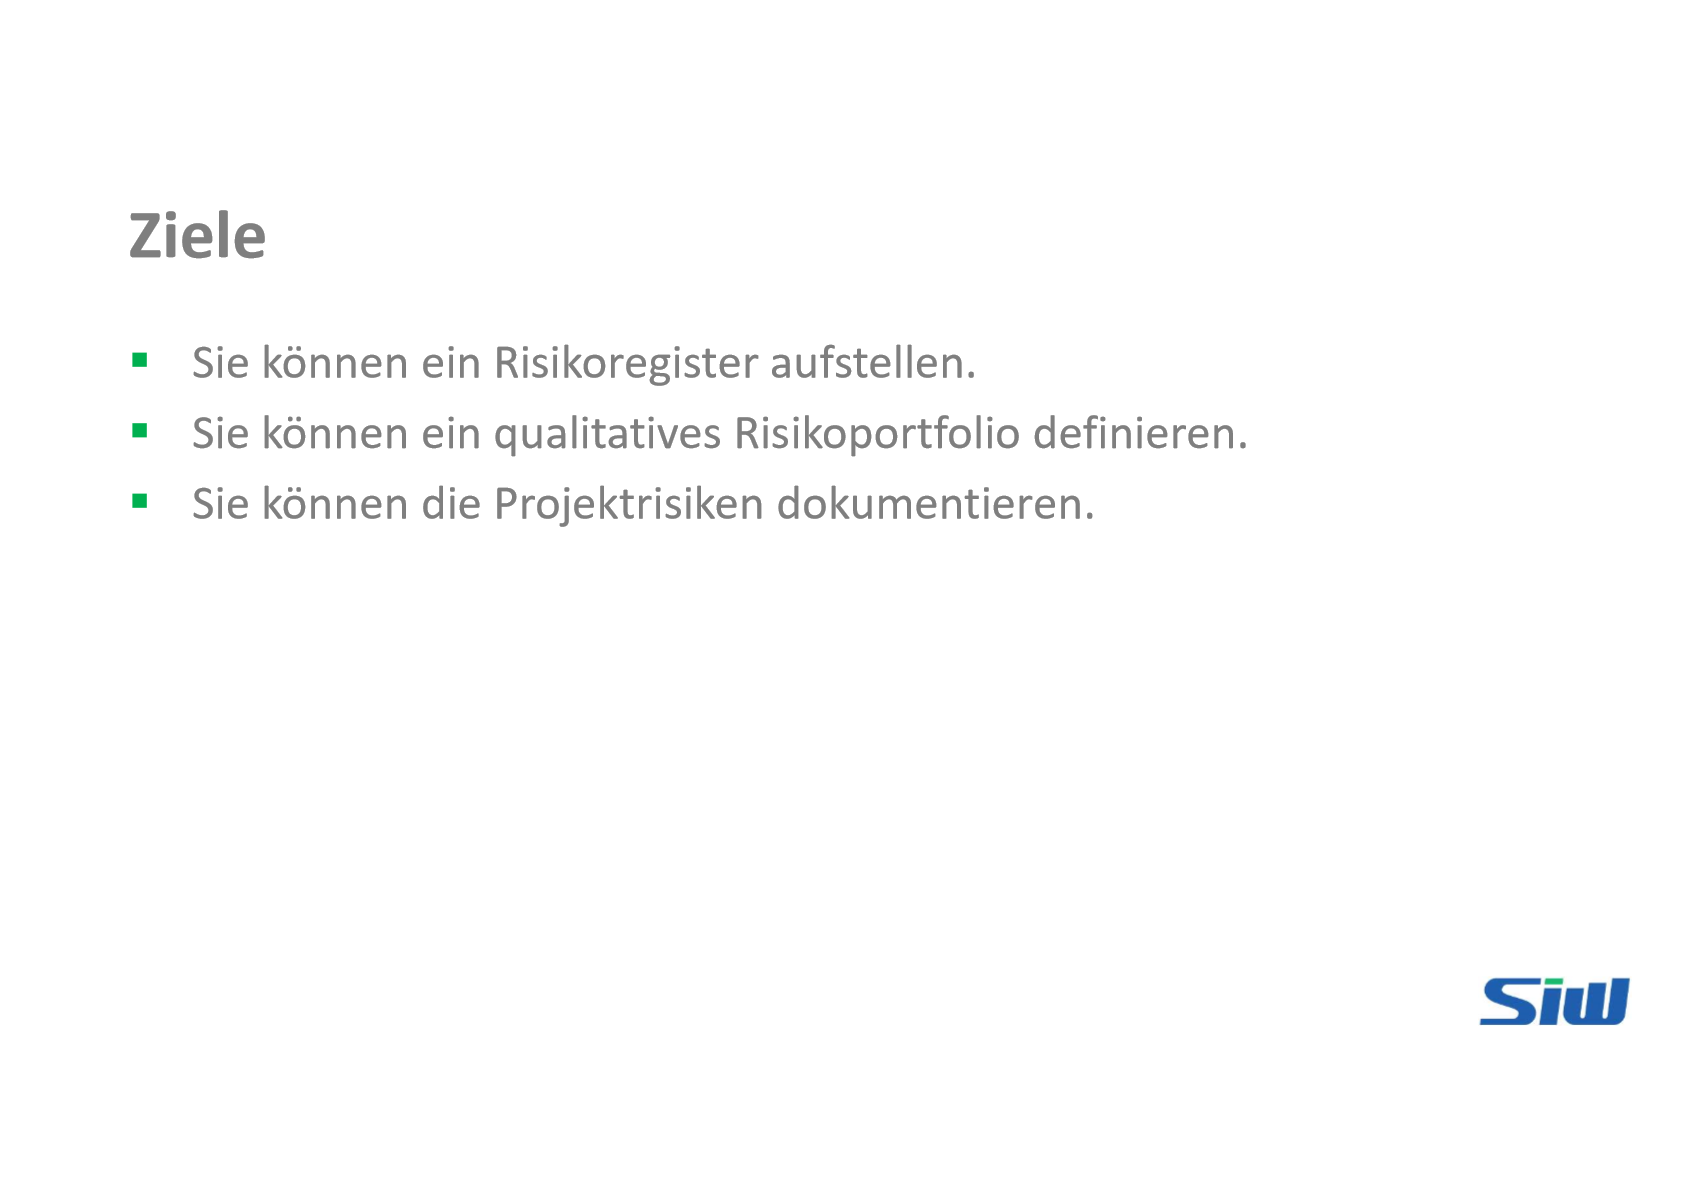 Ziele
Sie können ein Risikoregister aufstellen.
Sie können ein qualitatives Risikoportfolio definieren.
Sie können die Projektrisiken dokumentieren.
Siw